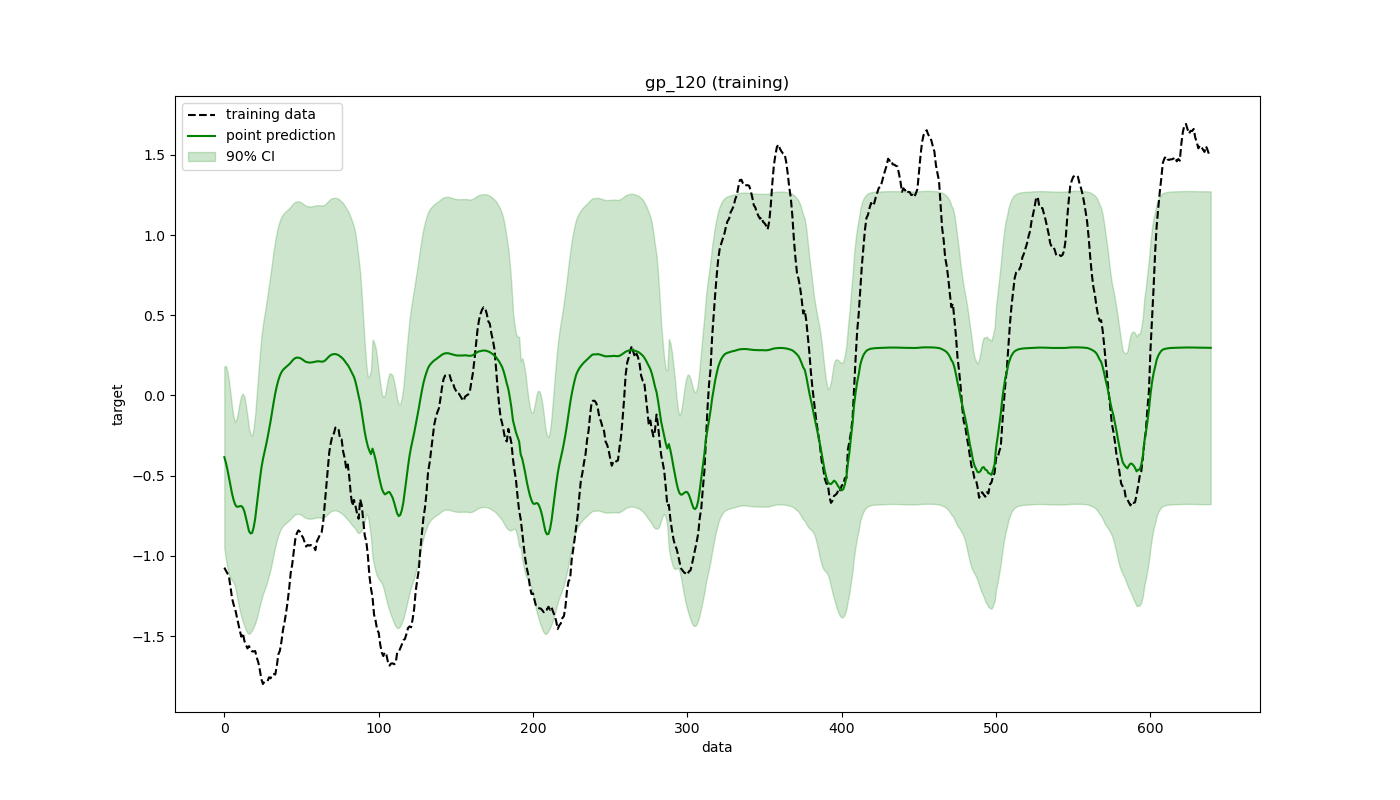 gp_120 (training)
training data
point prediction
90% CI
1.5
1.0
0.5
0.0
−0.5
−1.0
−1.5
target
0 100 200 300 400 500 600
data